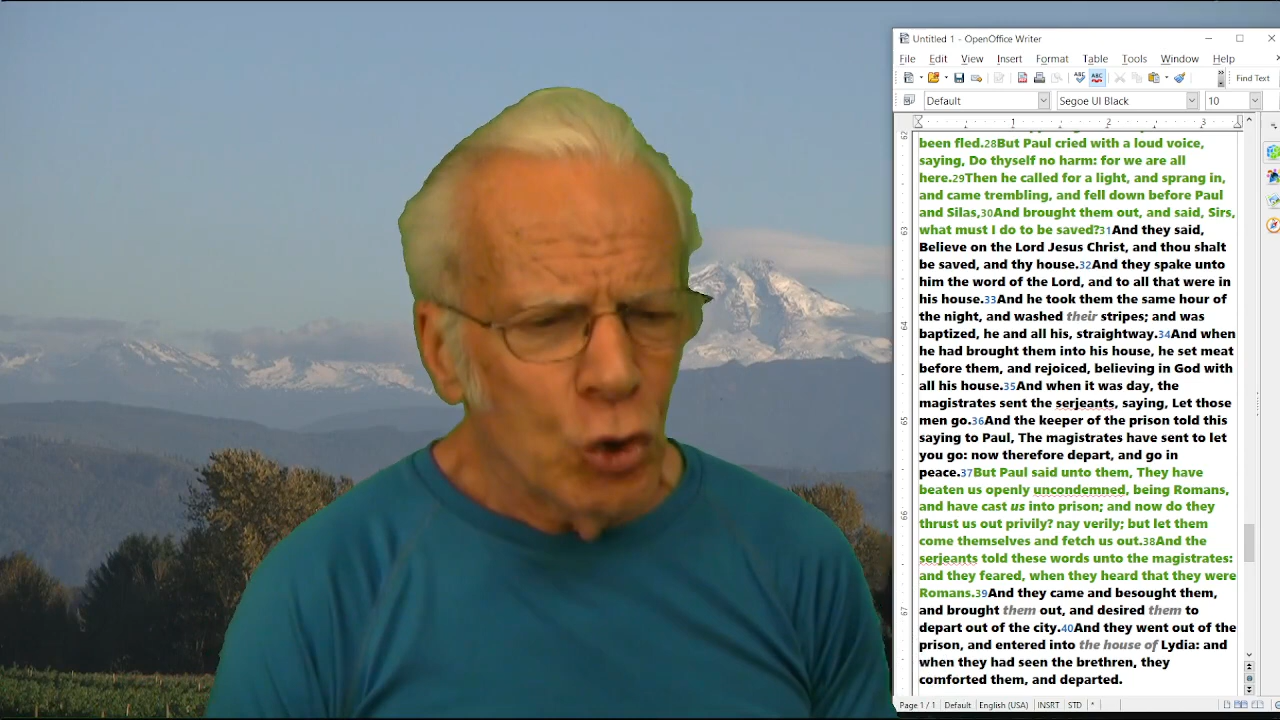 Untitled 1 - OpenOffice Writer
File Edit View Insert Format Table Tools Window Help
Find Text
Default Segoe UI Black 10
1 2 3
been fled.28But Paul cried with a loud voice,
saying, Do thyself no harm: for we are all
here.29Then he called for a light, and sprang in,
and came trembling, and fell down before Paul
and Silas,30And brought them out, and said, Sirs,
what must I do to be saved?31And they said,
Believe on the Lord Jesus Christ, and thou shalt
be saved, and thy house.32And they spake unto
him the word of the Lord, and to all that were in
his house.33And he took them the same hour of
the night, and washed their stripes; and was
baptized, he and all his, straightway.34And when
he had brought them into his house, he set meat
before them, and rejoiced, believing in God with
all his house.35And when it was day, the
magistrates sent the serjeants, saying, Let those
men go.36And the keeper of the prison told this
saying to Paul, The magistrates have sent to let
you go: now therefore depart, and go in
peace.37But Paul said unto them, They have
beaten us openly uncondemned, being Romans,
and have cast us into prison; and now do they
thrust us out privily? nay verily; but let them
come themselves and fetch us out.38And the
serjeants told these words unto the magistrates:
and they feared, when they heard that they were
Romans.39And they came and besought them,
and brought them out, and desired them to
depart out of the city.40And they went out of the
prison, and entered into the house of Lydia: and
when they had seen the brethren, they
comforted them, and departed.
62
63
64
65
66
67
Page 1 / 1 Default English (USA) INSRT STD *